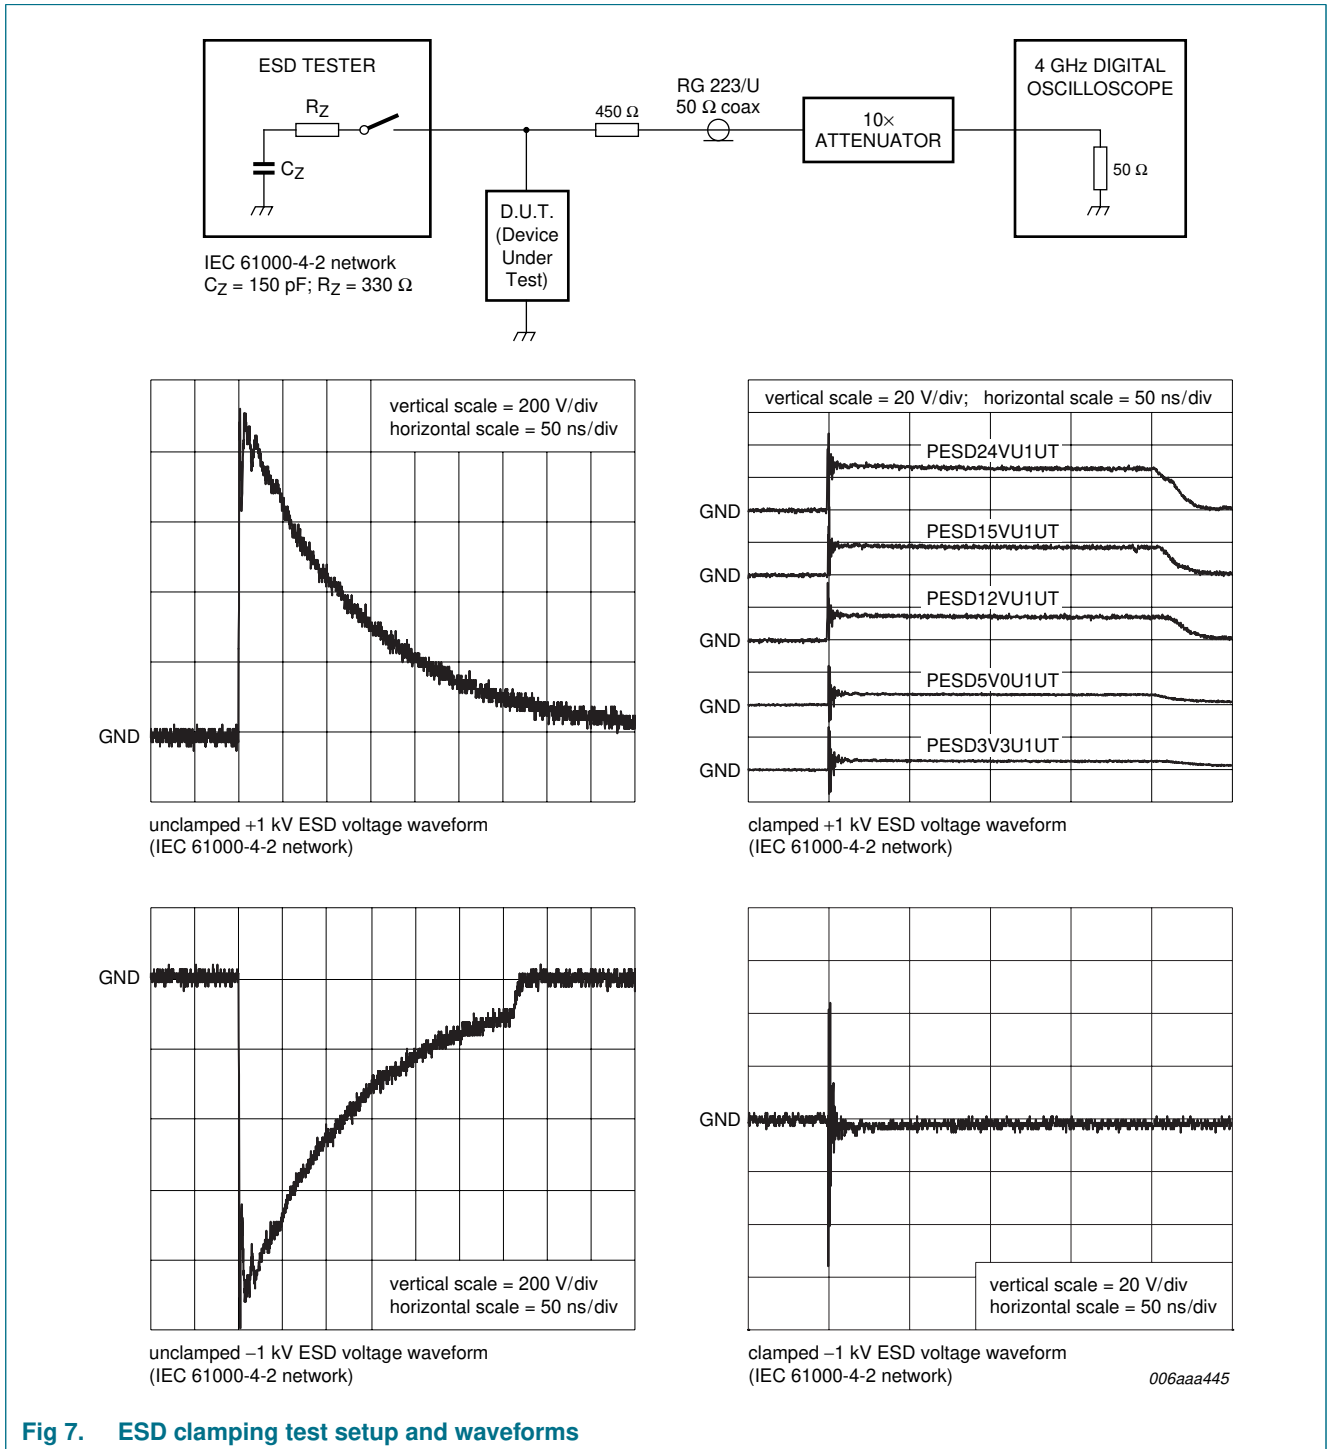 ESD TESTER
RZ
CZ
IEC 61000-4-2 network
CZ = 150 pF; RZ = 330 Ω
D.U.T.
(Device
Under
Test)
450 Ω
RG 223/U
50 Ω coax
10×
ATTENUATOR
4 GHz DIGITAL
OSCILLOSCOPE
50 Ω
vertical scale = 200 V/div
horizontal scale = 50 ns/div
GND
unclamped +1 kV ESD voltage waveform
(IEC 61000-4-2 network)
vertical scale = 20 V/div; horizontal scale = 50 ns/div
PESD24VU1UT
GND
PESD15VU1UT
GND
PESD12VU1UT
GND
PESD5V0U1UT
GND
PESD3V3U1UT
GND
clamped +1 kV ESD voltage waveform
(IEC 61000-4-2 network)
GND
vertical scale = 200 V/div
horizontal scale = 50 ns/div
unclamped −1 kV ESD voltage waveform
(IEC 61000-4-2 network)
GND
vertical scale = 20 V/div
horizontal scale = 50 ns/div
clamped −1 kV ESD voltage waveform
(IEC 61000-4-2 network)
006aaa445
Fig 7. ESD clamping test setup and waveforms